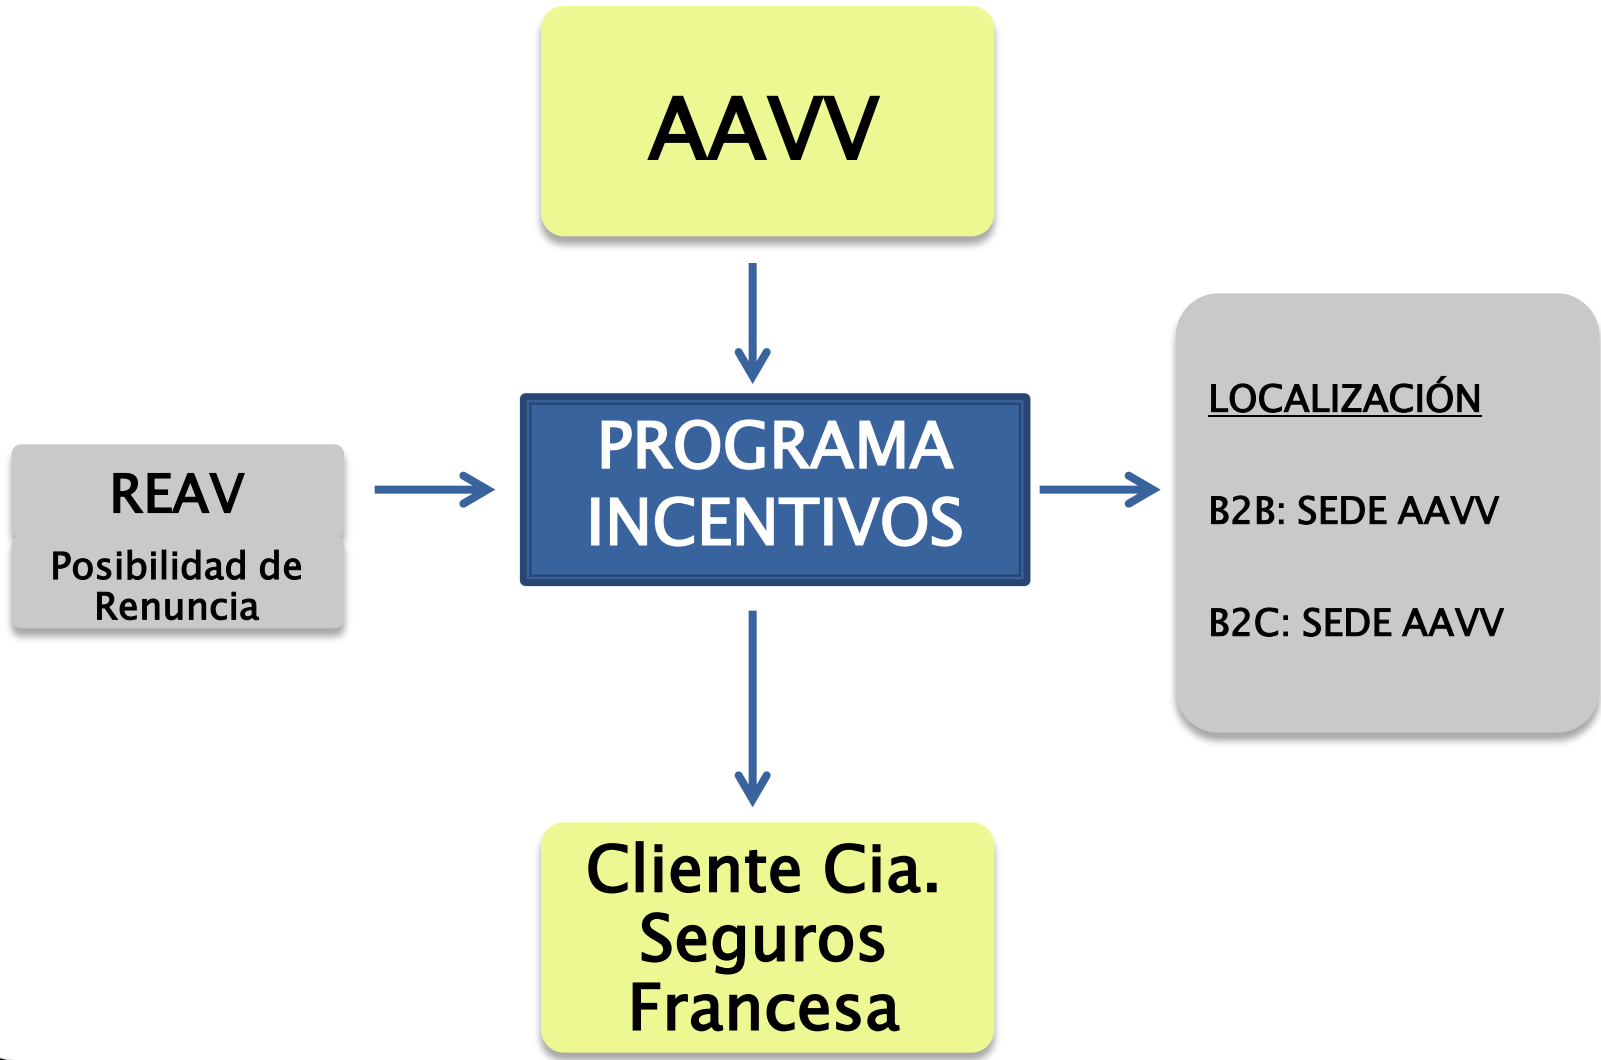 AAVV
PROGRAMA
INCENTIVOS
REAV
Posibilidad de
Renuncia
LOCALIZACIÓN
B2B: SEDE AAVV
B2C: SEDE AAVV
Cliente Cia.
Seguros
Francesa